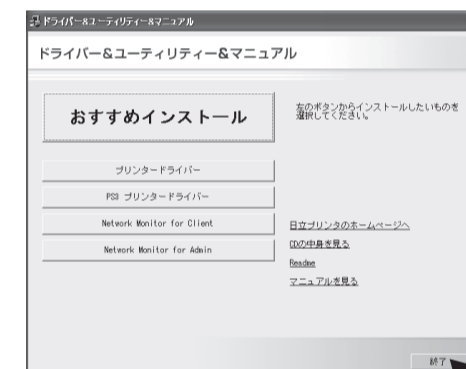 ドライバー&ユーティリティー&マニュアル
ドライバー&ユーティリティー&マニュアル
おすすめインストール
左のボタンからインストールしたいものを
選択してください。
プリンタードライバー
PS3 プリンタードライバー
Network Monitor for Client
Network Monitor for Admin
日立プリンタのホームページへ
CDの中身を見る
Readme
マニュアルを見る
終了